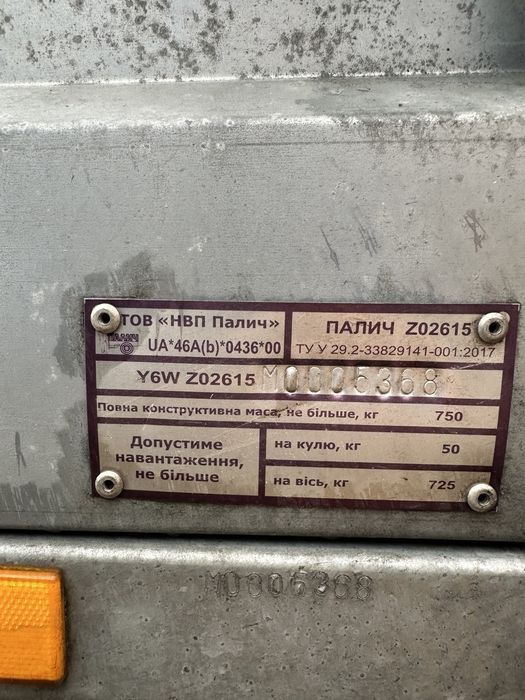 ТОВ «НВП Палич»
ПАЛИЧ
UA*46A(b)*0436*00
ПАЛИЧ Z02615
ТУ У 29.2-33829141-001:2017
Y6W Z02615 M0005368
Повна конструктивна маса, не більше, кг 750
Допустиме
навантаження,
не більше
на кулю, кг 50
на вісь, кг 725